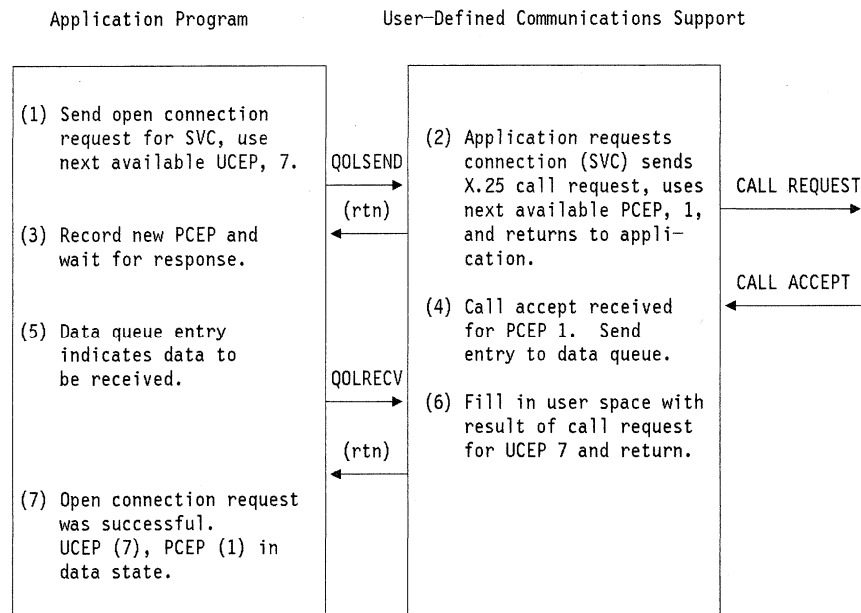 Application Program
User-Defined Communications Support
(1) Send open connection
request for SVC, use
next available UCEP, 7.
QOLSEND
(rtn)
(2) Application requests
connection (SVC) sends
X.25 call request, uses
next available PCEP, 1,
and returns to appli-
cation.
CALL REQUEST
(3) Record new PCEP and
wait for response.
CALL ACCEPT
(4) Call accept received
for PCEP 1. Send
entry to data queue.
(5) Data queue entry
indicates data to
be received.
QOLRECV
(rtn)
(6) Fill in user space with
result of call request
for UCEP 7 and return.
(7) Open connection request
was successful.
UCEP (7), PCEP (1) in
data state.